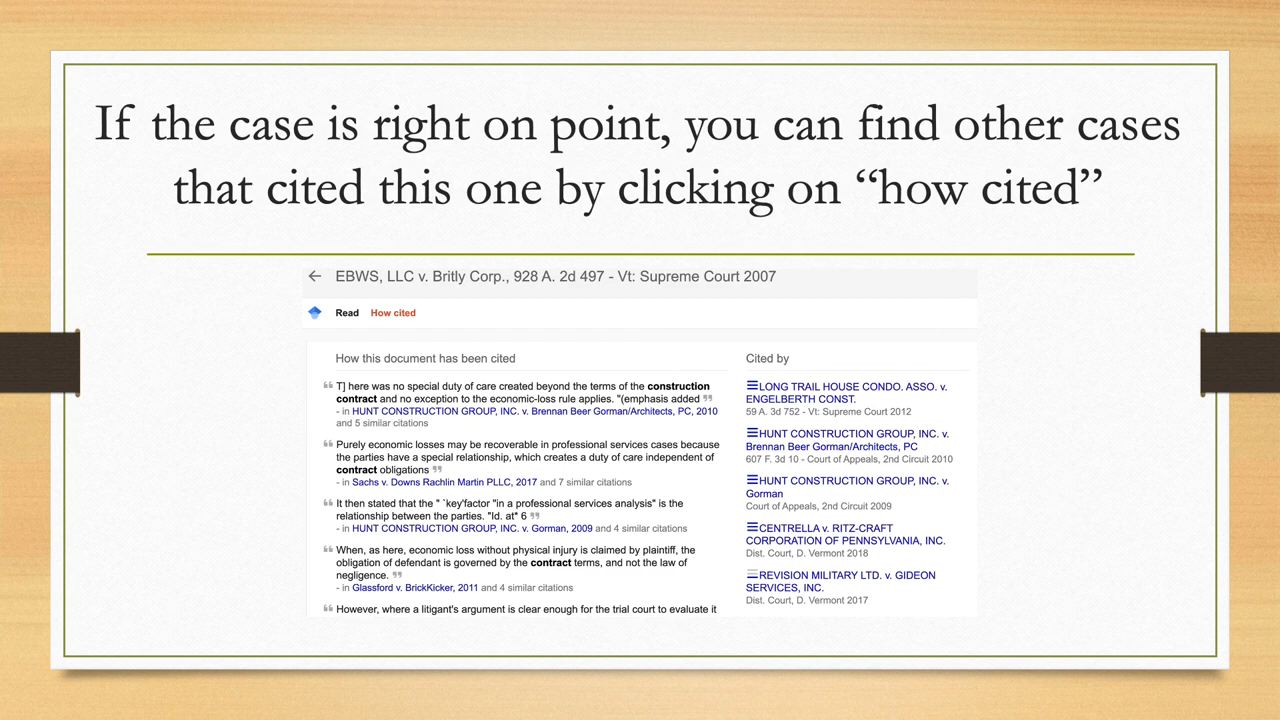 If the case is right on point, you can find other cases
that cited this one by clicking on “how cited”
EBWS, LLC v. Britly Corp., 928 A. 2d 497 - Vt: Supreme Court 2007
Read How cited
How this document has been cited
T] here was no special duty of care created beyond the terms of the construction
contract and no exception to the economic-loss rule applies. "(emphasis added
- in HUNT CONSTRUCTION GROUP, INC. v. Brennan Beer Gorman/Architects, PC, 2010
and 5 similar citations
Purely economic losses may be recoverable in professional services cases because
the parties have a special relationship, which creates a duty of care independent of
contract obligations
- in Sachs v. Downs Rachlin Martin PLLC, 2017 and 7 similar citations
It then stated that the " `key'factor "in a professional services analysis" is the
relationship between the parties. "Id. at* 6
- in HUNT CONSTRUCTION GROUP, INC. v. Gorman, 2009 and 4 similar citations
When, as here, economic loss without physical injury is claimed by plaintiff, the
obligation of defendant is governed by the contract terms, and not the law of
negligence.
- in Glassford v. BrickKicker, 2011 and 4 similar citations
However, where a litigant's argument is clear enough for the trial court to evaluate it
Cited by
LONG TRAIL HOUSE CONDO. ASSO. v.
ENGELBERTH CONST.
59 A. 3d 752 - Vt: Supreme Court 2012
HUNT CONSTRUCTION GROUP, INC. v.
Brennan Beer Gorman/Architects, PC
607 F. 3d 10 - Court of Appeals, 2nd Circuit 2010
HUNT CONSTRUCTION GROUP, INC. v.
Gorman
Court of Appeals, 2nd Circuit 2009
CENTRELLA v. RITZ-CRAFT
CORPORATION OF PENNSYLVANIA, INC.
Dist. Court, D. Vermont 2018
REVISION MILITARY LTD. v. GIDEON
SERVICES, INC.
Dist. Court, D. Vermont 2017